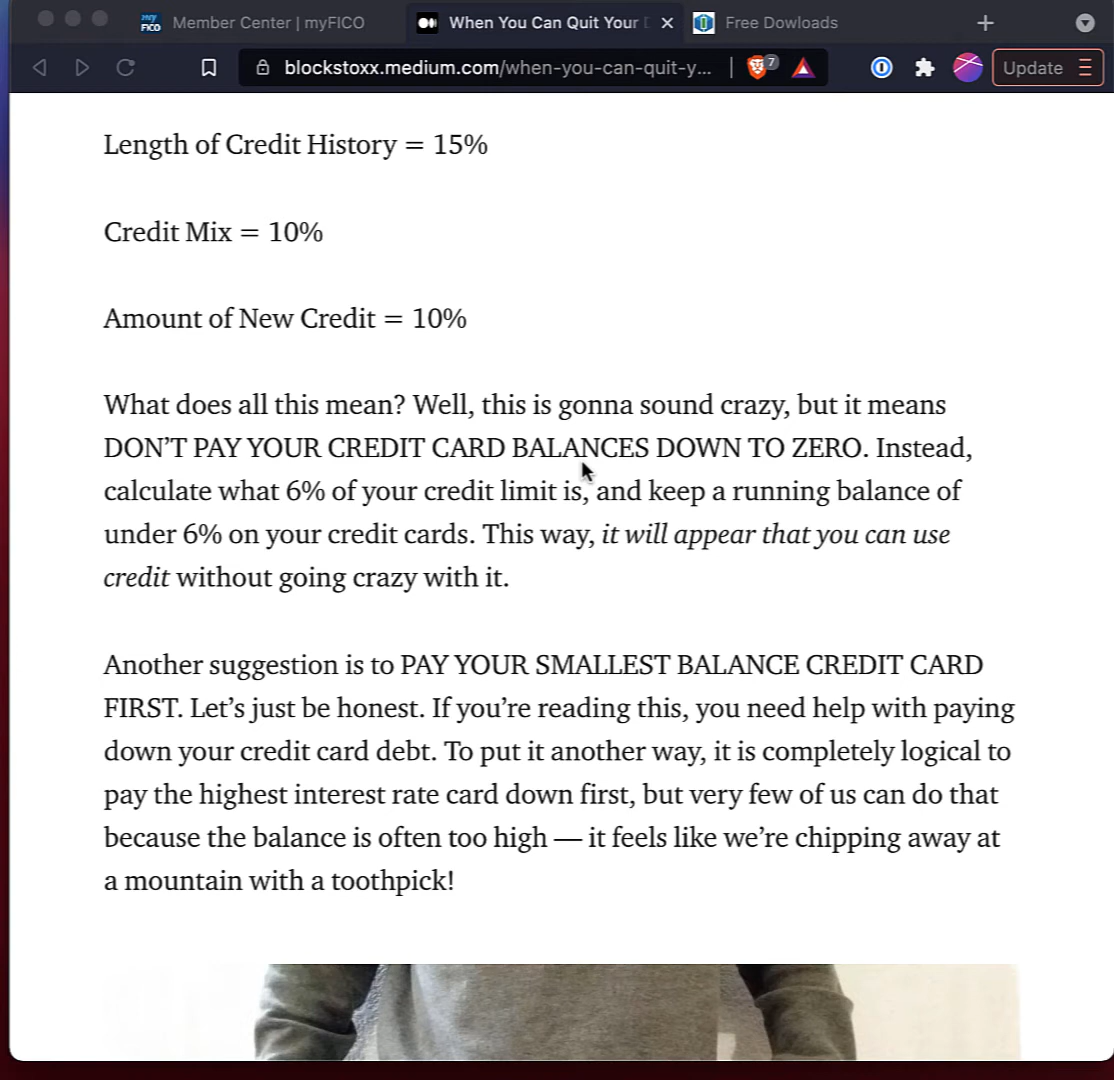 my FICO Member Center | myFICO When You Can Quit Your Free Dowloads
blockstoxx.medium.com/when-you-can-quit-y... 7 Update
Length of Credit History = 15%
Credit Mix = 10%
Amount of New Credit = 10%
What does all this mean? Well, this is gonna sound crazy, but it means
DON’T PAY YOUR CREDIT CARD BALANCES DOWN TO ZERO. Instead,
calculate what 6% of your credit limit is, and keep a running balance of
under 6% on your credit cards. This way, it will appear that you can use
credit without going crazy with it.
Another suggestion is to PAY YOUR SMALLEST BALANCE CREDIT CARD
FIRST. Let’s just be honest. If you’re reading this, you need help with paying
down your credit card debt. To put it another way, it is completely logical to
pay the highest interest rate card down first, but very few of us can do that
because the balance is often too high — it feels like we’re chipping away at
a mountain with a toothpick!